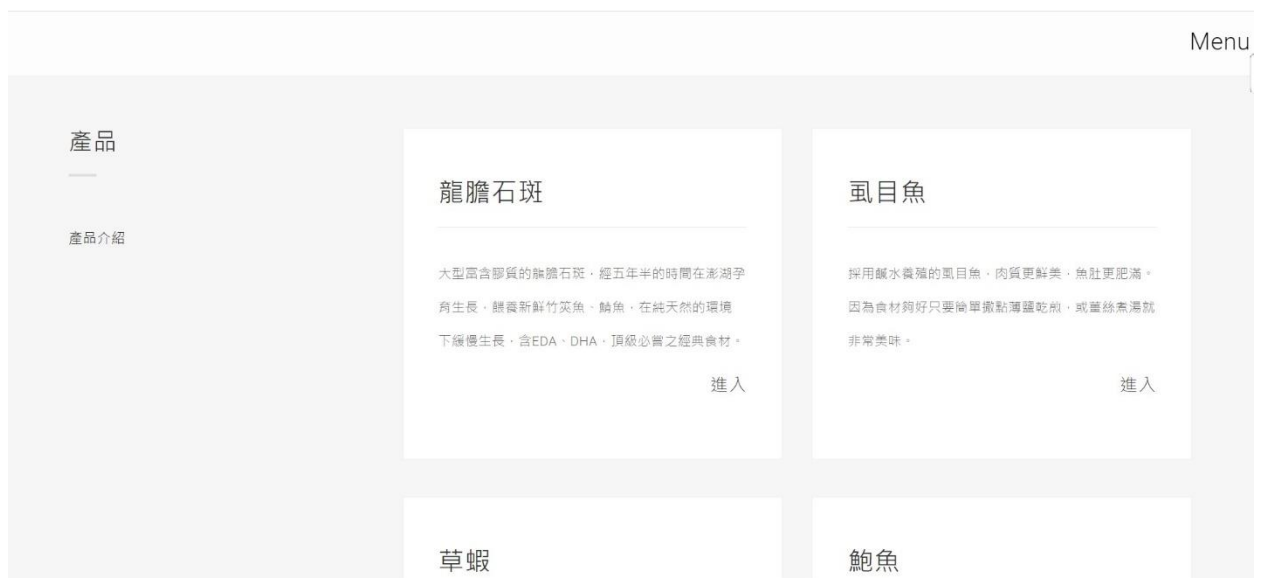 Menu
產品
產品介紹
龍膽石斑
大型富含膠質的龍膽石斑，經五年半的時間在澎湖孕
育生長，餵養新鮮竹筴魚、鯖魚，在純天然的環境
下緩慢生長，含EDA、DHA，頂級必嘗之經典食材。
進入
虱目魚
採用鹹水養殖的虱目魚，肉質更鮮美，魚肚更肥滿。
因為食材夠好只要簡單撒點薄鹽乾煎，或薑絲煮湯就
非常美味。
進入
草蝦
鮑魚